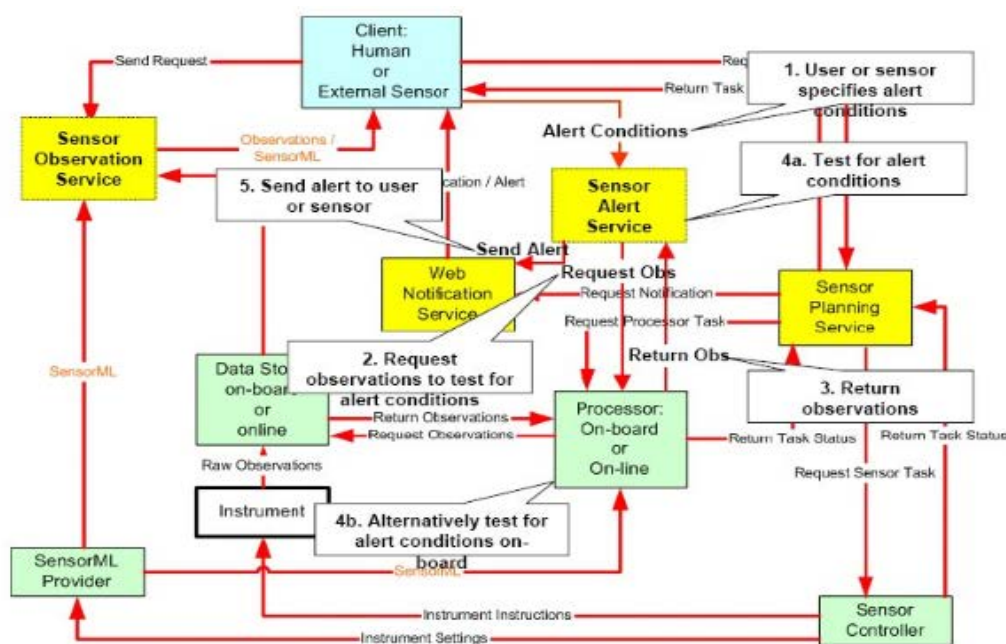 Client:
Human
or
External Sensor
Send Request
Req
Return Task
1. User or sensor
specifies alert
conditions
Alert Conditions
Sensor
Observation
Service
Observations /
SensorML
4a. Test for alert
conditions
5. Send alert to user
or sensor
cation / Alert
Sensor
Alert
Service
Send Alert
Web
Notification
Service
Request Obs
Request Notification
Sensor
Planning
Service
Request Processor Task
2. Request
observations to test for
alert conditions
Return Obs
SensorML
Data Sto
on-board
or
online
3. Return
observations
Return Observations
Request Observations
Processor:
On-board
or
On-line
Return Task Status
Return Task Status
Raw Observations
Request Sensor Task
Instrument
4b. Alternatively test for
alert conditions on-
board
SensorML
Provider
SensorML
Instrument Instructions
Sensor
Controller
Instrument Settings